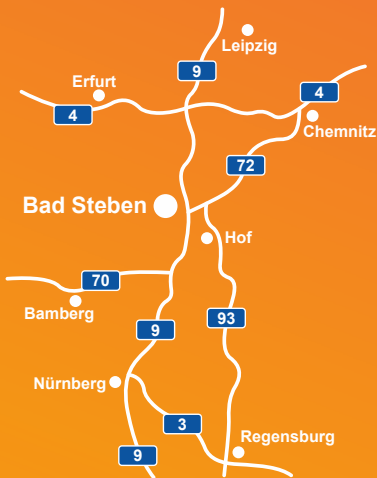 Leipzig
9
Erfurt
4
4
Chemnitz
72
Bad Steben
Hof
70
Bamberg
93
9
Nürnberg
3
Regensburg
9